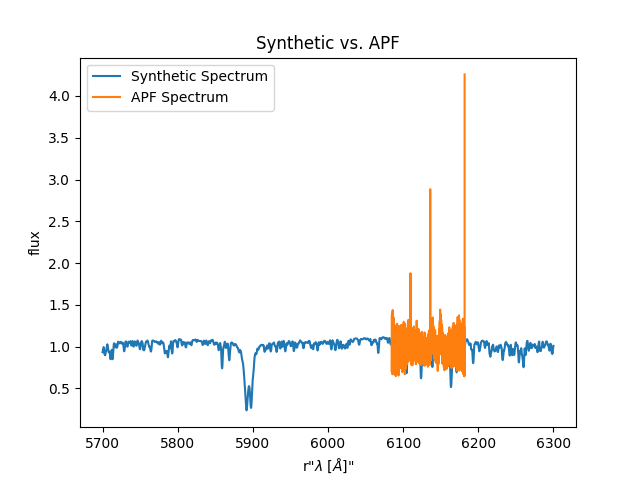 Synthetic vs. APF
Synthetic Spectrum
APF Spectrum
4.0
3.5
3.0
2.5
2.0
1.5
1.0
0.5
flux
5700 5800 5900 6000 6100 6200 6300
r"λ [Å]"